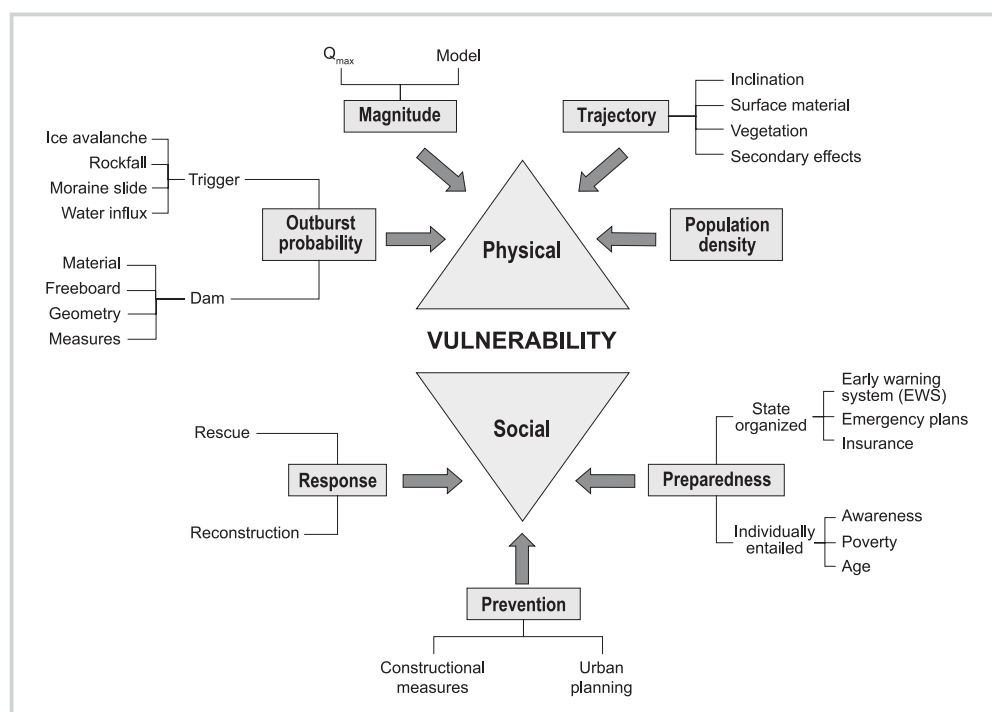 Qmax
Model
Magnitude
Trajectory
Inclination
Surface material
Vegetation
Secondary effects
Ice avalanche
Rockfall
Moraine slide
Water influx
Trigger
Outburst
probability
Material
Freeboard
Geometry
Measures
Dam
Physical
Population
density
VULNERABILITY
Social
Rescue
Response
Reconstruction
Preparedness
State
organized
Early warning
system (EWS)
Emergency plans
Insurance
Individually
entailed
Awareness
Poverty
Age
Prevention
Constructional
measures
Urban
planning